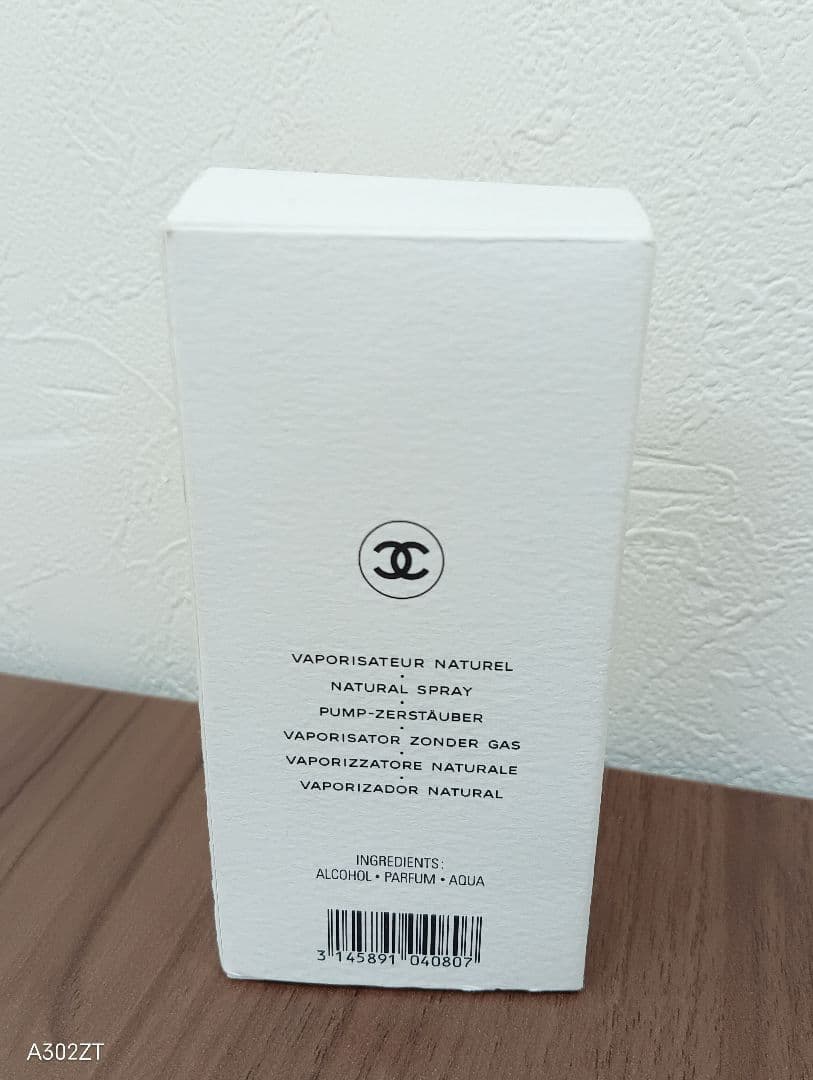 VAPORISATEUR NATUREL
•
NATURAL SPRAY
•
PUMP-ZERSTÄUBER
•
VAPORISATOR ZONDER GAS
•
VAPORIZZATORE NATURALE
•
VAPORIZADOR NATURAL
INGREDIENTS:
ALCOHOL • PARFUM • AQUA
3 145891 040807
A302ZT